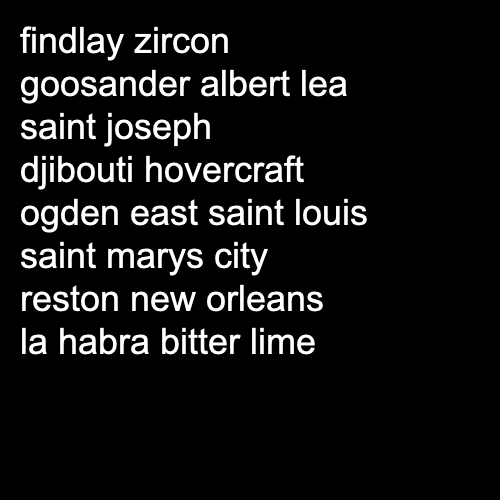 findlay zircon
goosander albert lea
saint joseph
djibouti hovercraft
ogden east saint louis
saint marys city
reston new orleans
la habra bitter lime